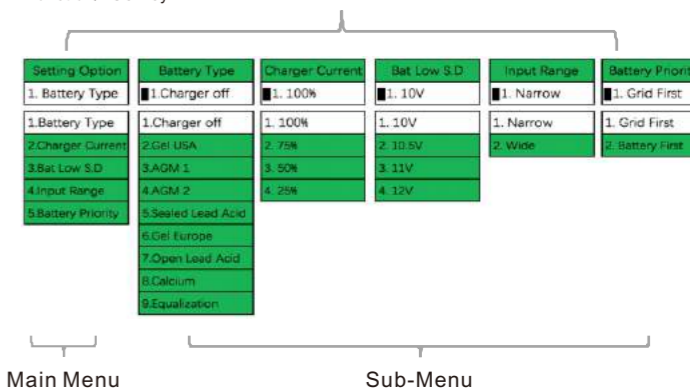 Setting Option
1. Battery Type
1.Battery Type
2.Charger Current
3.Bat Low S.D
4.Input Range
5.Battery Priority
Battery Type
1.Charger off
1.Charger off
2.Gel USA
3.AGM 1
4.AGM 2
5.Sealed Lead Acid
6.Gel Europe
7.Open Lead Acid
8.Calcium
9.Equalization
Charger Current
1. 100%
1. 100%
2. 75%
3. 50%
4. 25%
Bat Low S.D
1. 10V
1. 10V
2. 10.5V
3. 11V
4. 12V
Input Range
1. Narrow
1. Narrow
2. Wide
Battery Priorit
1. Grid First
1. Grid First
2. Battery First
Main Menu
Sub-Menu